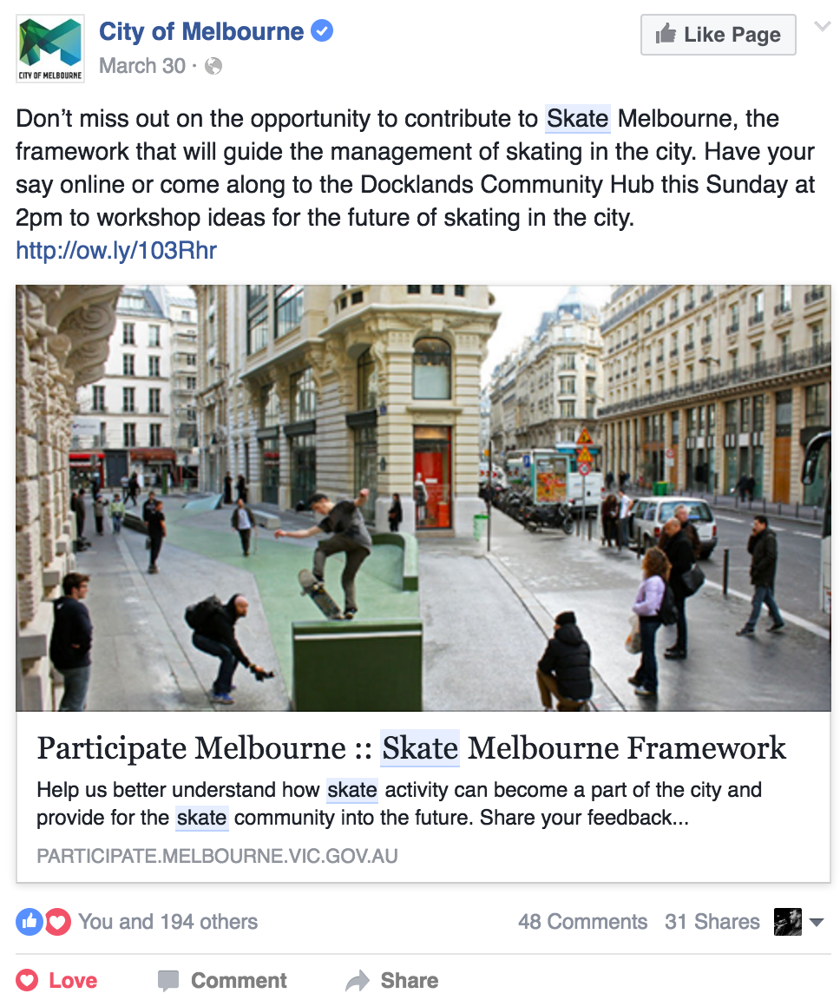 City of Melbourne
Like Page
CITY OF MELBOURNE
March 30 ·
Don’t miss out on the opportunity to contribute to Skate Melbourne, the
framework that will guide the management of skating in the city. Have your
say online or come along to the Docklands Community Hub this Sunday at
2pm to workshop ideas for the future of skating in the city.
http://ow.ly/103Rhr
Participate Melbourne :: Skate Melbourne Framework
Help us better understand how skate activity can become a part of the city and
provide for the skate community into the future. Share your feedback...
PARTICIPATE.MELBOURNE.VIC.GOV.AU
You and 194 others 48 Comments 31 Shares
Love Comment Share